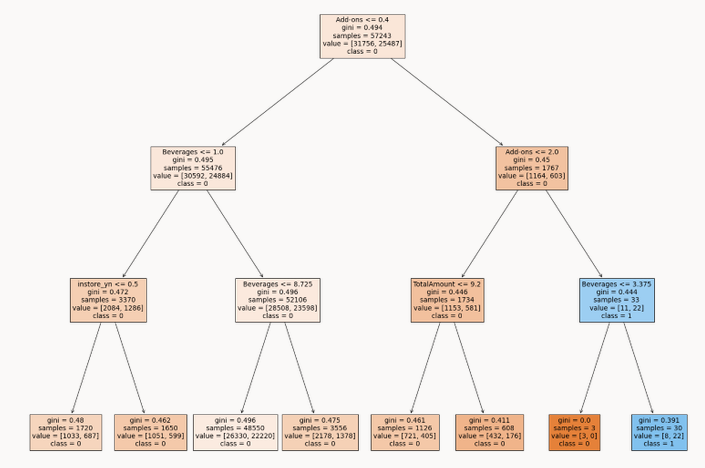 Add-ons <= 0.4
gini = 0.494
samples = 57243
value = [31756, 25487]
class = 0
Beverages <= 1.0
gini = 0.495
samples = 55476
value = [30592, 24884]
class = 0
Add-ons <= 2.0
gini = 0.45
samples = 1767
value = [1164, 603]
class = 0
instore_yn <= 0.5
gini = 0.472
samples = 3370
value = [2084, 1286]
class = 0
Beverages <= 8.725
gini = 0.496
samples = 52106
value = [28508, 23598]
class = 0
TotalAmount <= 9.2
gini = 0.446
samples = 1734
value = [1153, 581]
class = 0
Beverages <= 3.375
gini = 0.444
samples = 33
value = [11, 22]
class = 1
gini = 0.48
samples = 1720
value = [1033, 687]
class = 0
gini = 0.462
samples = 1650
value = [1051, 599]
class = 0
gini = 0.496
samples = 48550
value = [26330, 22220]
class = 0
gini = 0.475
samples = 3556
value = [2178, 1378]
class = 0
gini = 0.461
samples = 1126
value = [721, 405]
class = 0
gini = 0.411
samples = 608
value = [432, 176]
class = 0
gini = 0.0
samples = 3
value = [3, 0]
class = 0
gini = 0.391
samples = 30
value = [8, 22]
class = 1